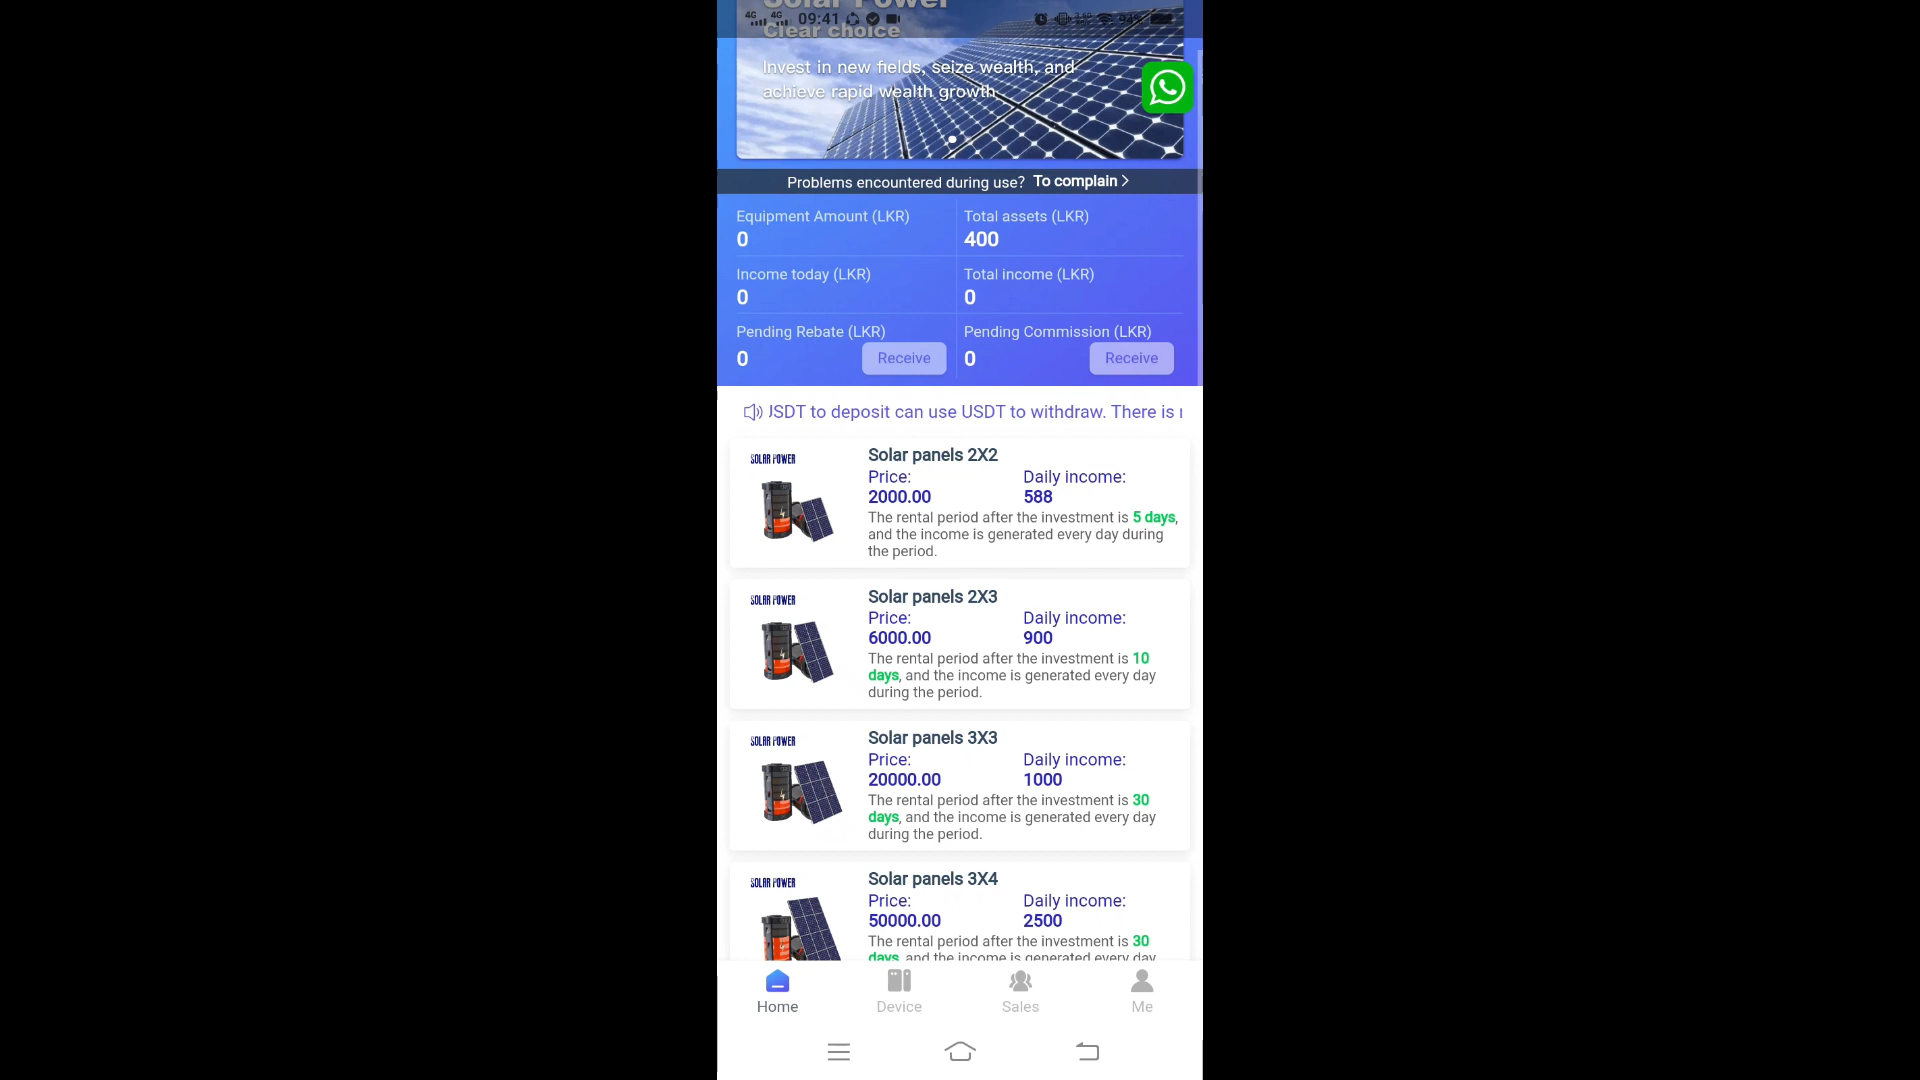 Solar Power
4G 4G 09:41
Clear choice
Invest in new fields, seize wealth, and
achieve rapid wealth growth
Problems encountered during use? To complain >
Equipment Amount (LKR) Total assets (LKR)
0 400
Income today (LKR) Total income (LKR)
0 0
Pending Rebate (LKR) Pending Commission (LKR)
0 Receive 0 Receive
USDT to deposit can use USDT to withdraw. There is
SOLAR POWER
Solar panels 2X2
Price: Daily income:
2000.00 588
The rental period after the investment is 5 days,
and the income is generated every day during
the period.
SOLAR POWER
Solar panels 2X3
Price: Daily income:
6000.00 900
The rental period after the investment is 10
days, and the income is generated every day
during the period.
SOLAR POWER
Solar panels 3X3
Price: Daily income:
20000.00 1000
The rental period after the investment is 30
days, and the income is generated every day
during the period.
SOLAR POWER
Solar panels 3X4
Price: Daily income:
50000.00 2500
The rental period after the investment is 30
days, and the income is generated every day
Home Device Sales Me